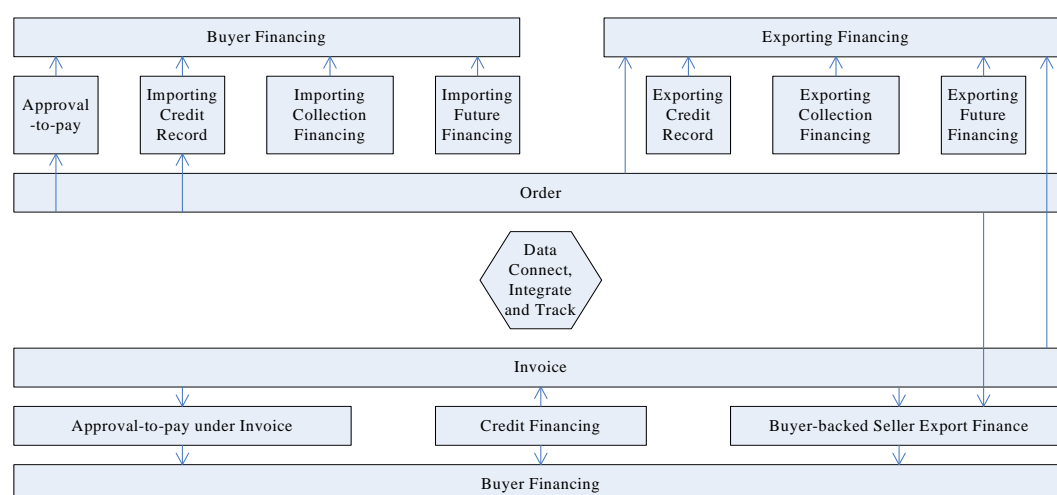 Buyer Financing
Exporting Financing
Approval
-to-pay
Importing
Credit
Record
Importing
Collection
Financing
Importing
Future
Financing
Exporting
Credit
Record
Exporting
Collection
Financing
Exporting
Future
Financing
Order
Data
Connect,
Integrate
and Track
Invoice
Approval-to-pay under Invoice
Credit Financing
Buyer-backed Seller Export Finance
Buyer Financing